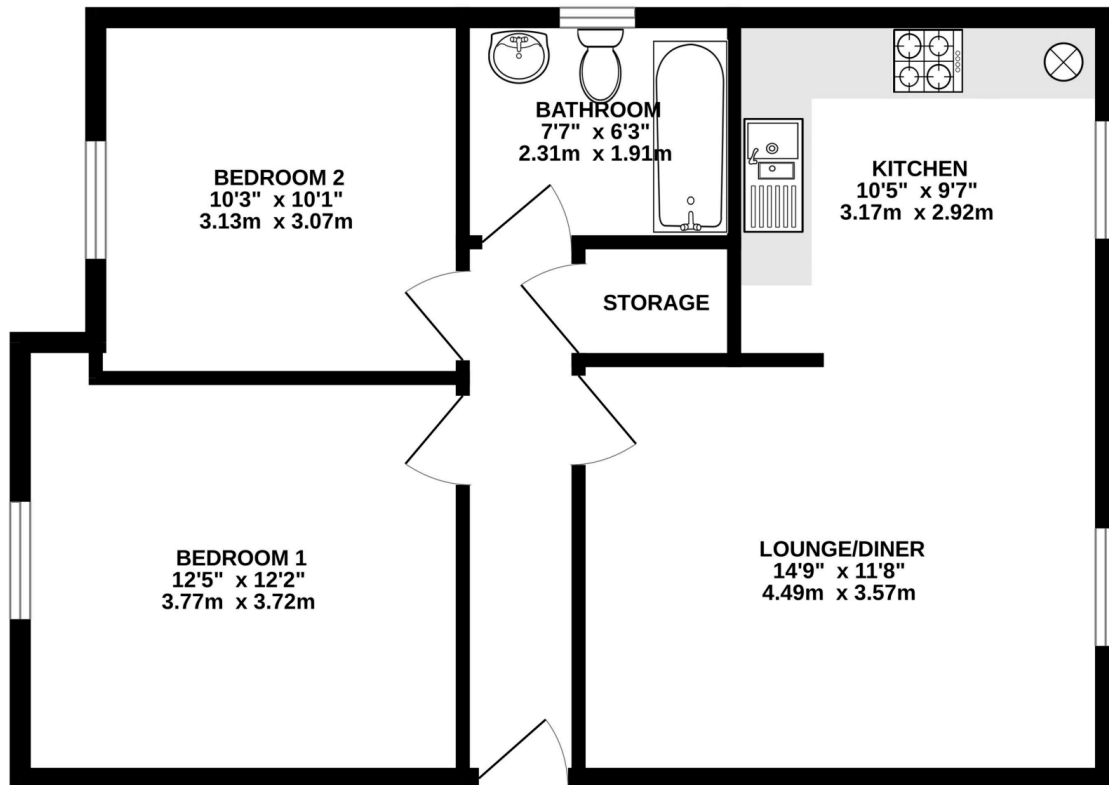 BATHROOM
7'7" x 6'3"
2.31m x 1.91m
BEDROOM 2
10'3" x 10'1"
3.13m x 3.07m
KITCHEN
10'5" x 9'7"
3.17m x 2.92m
STORAGE
BEDROOM 1
12'5" x 12'2"
3.77m x 3.72m
LOUNGE/DINER
14'9" x 11'8"
4.49m x 3.57m